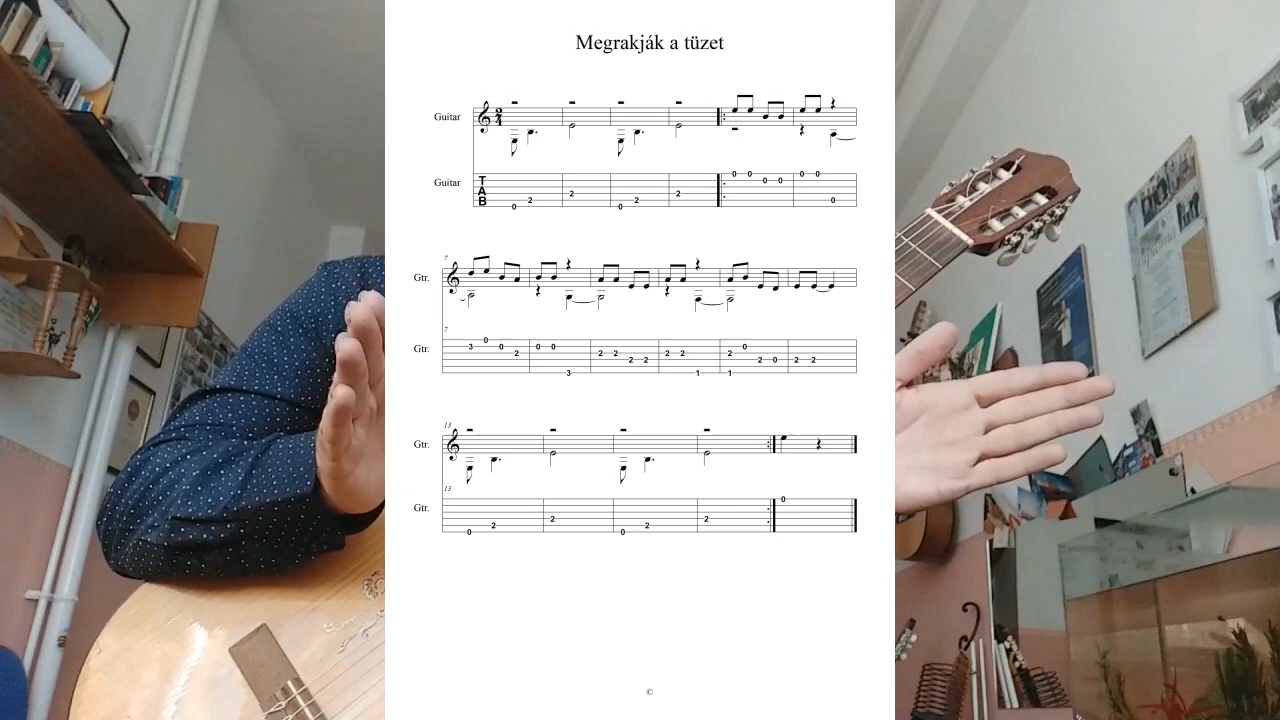 Megrakják a tüzet
Guitar
2
4
Guitar
T
A
B
0 2 2 0 2 2 0 0 0 0 0 0 0
7
Gtr.
7
Gtr.
3 0 0 2 0 0 3 2 2 2 2 2 2 1 2 1 0 2 0 2 2
13
Gtr.
13
Gtr.
0 2 2 0 2 2 0
©